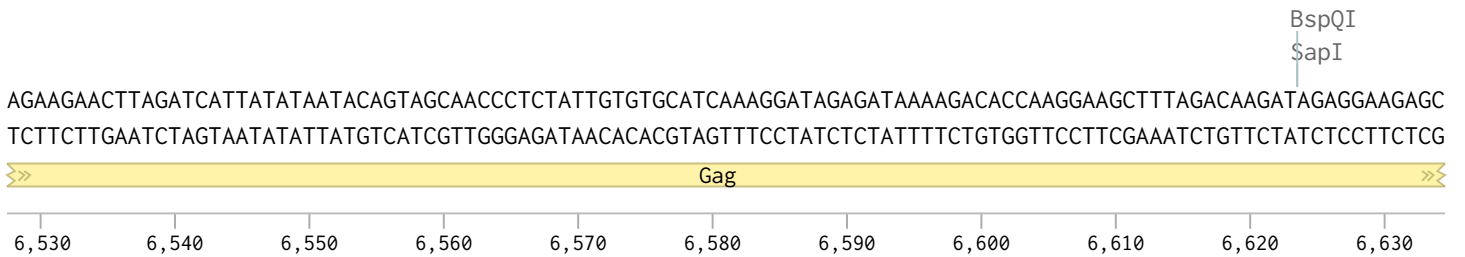 BspQI
SapI
AGAAGAACTTAGATCATTATATAATACAGTAGCAACCCTCTATTGTGTGCATCAAAGGATAGAGATAAAAGACACCAAGGAAGCTTTAGACAAGATAGAGGAAGAGC
TCTTCTTGAATCTAGTAATATATTATGTCATCGTTGGGAGATAACACACGTAGTTTCCTATCTCTATTTTCTGTGGTTCCTTCGAAATCTGTTCTATCTCCTTCTCG
Gag
6,530 6,540 6,550 6,560 6,570 6,580 6,590 6,600 6,610 6,620 6,630